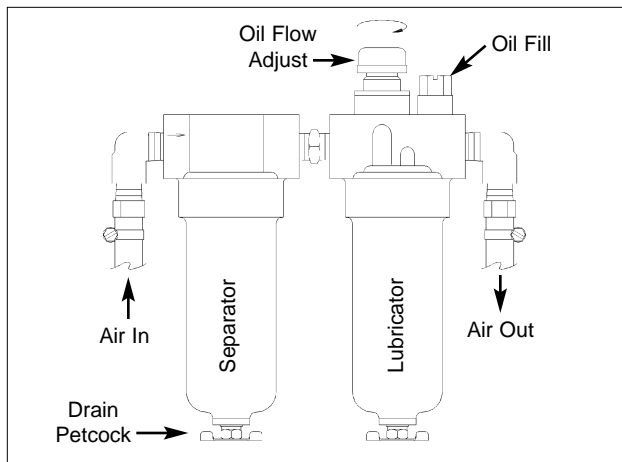 Oil Flow
Adjust
Oil Fill
Air In
Separator
Lubricator
Air Out
Drain
Petcock